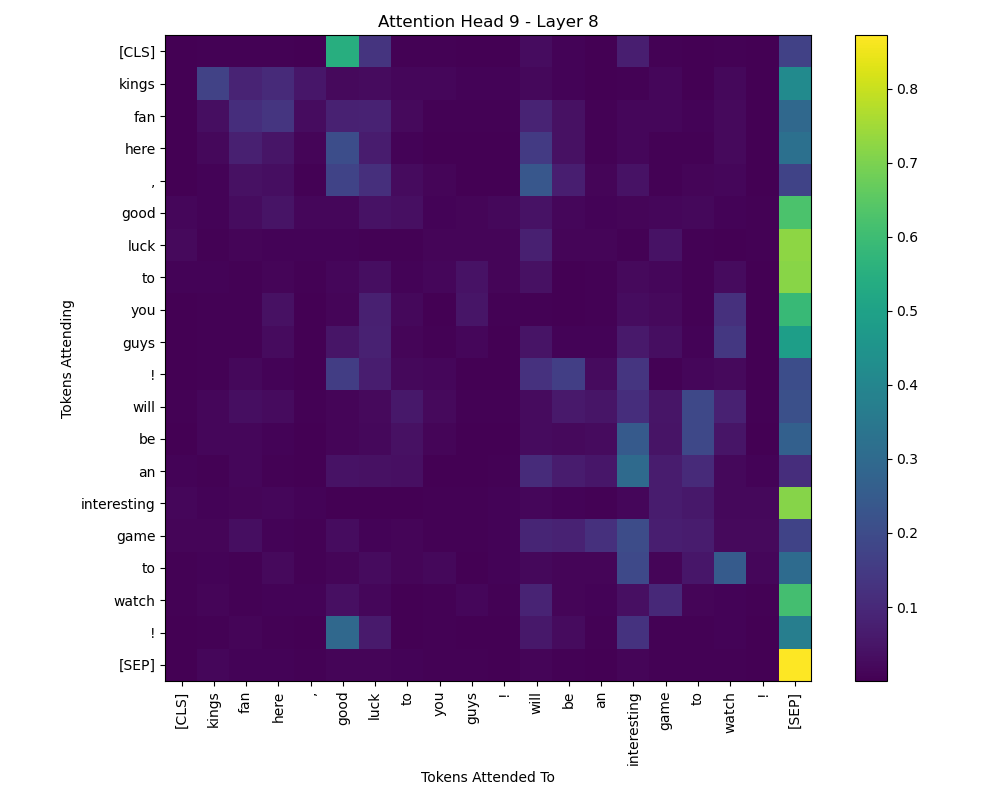 Attention Head 9 - Layer 8
Tokens Attending
[CLS]
kings
fan
here
,
good
luck
to
you
guys
!
will
be
an
interesting
game
to
watch
!
[SEP]
[CLS]
kings
fan
here
,
good
luck
to
you
guys
!
will
be
an
interesting
game
to
watch
!
[SEP]
Tokens Attended To
0.8
0.7
0.6
0.5
0.4
0.3
0.2
0.1